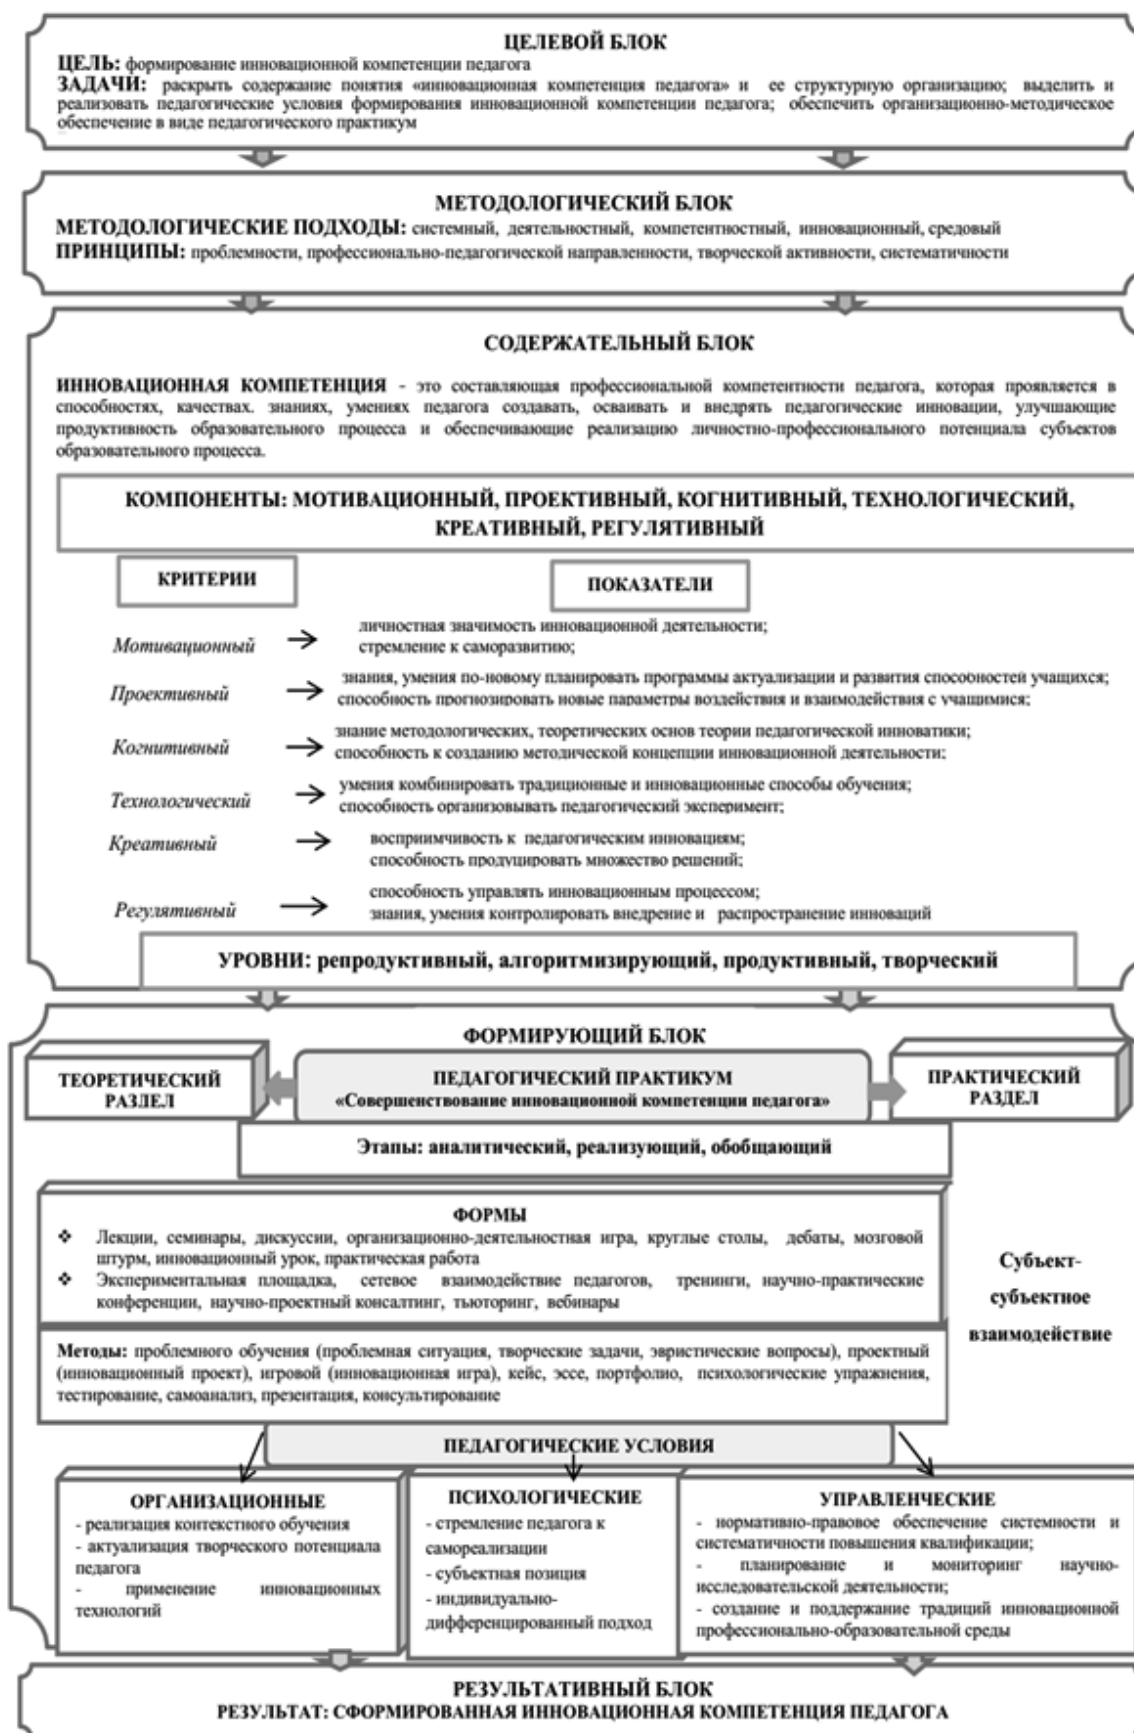 ЦЕЛЕВОЙ БЛОК
ЦЕЛЬ: формирование инновационной компетенции педагога
ЗАДАЧИ: раскрыть содержание понятия «инновационная компетенция педагога» и ее структурную организацию; выделить и
реализовать педагогические условия формирования инновационной компетенции педагога; обеспечить организационно-методическое
обеспечение в виде педагогического практикум
МЕТОДОЛОГИЧЕСКИЙ БЛОК
МЕТОДОЛОГИЧЕСКИЕ ПОДХОДЫ: системный, деятельностный, компетентностный, инновационный, средовый
ПРИНЦИПЫ: проблемности, профессионально-педагогической направленности, творческой активности, систематичности
СОДЕРЖАТЕЛЬНЫЙ БЛОК
ИННОВАЦИОННАЯ КОМПЕТЕНЦИЯ - это составляющая профессиональной компетентности педагога, которая проявляется в
способностях, качествах. знаниях, умениях педагога создавать, осваивать и внедрять педагогические инновации, улучшающие
продуктивность образовательного процесса и обеспечивающие реализацию личностно-профессионального потенциала субъектов
образовательного процесса.
КОМПОНЕНТЫ: МОТИВАЦИОННЫЙ, ПРОЕКТИВНЫЙ, КОГНИТИВНЫЙ, ТЕХНОЛОГИЧЕСКИЙ,
КРЕАТИВНЫЙ, РЕГУЛЯТИВНЫЙ
КРИТЕРИИ
ПОКАЗАТЕЛИ
Мотивационный
личностная значимость инновационной деятельности;
стремление к саморазвитию;
Проективный
знания, умения по-новому планировать программы актуализации и развития способностей учащихся;
способность прогнозировать новые параметры воздействия и взаимодействия с учащимися;
Когнитивный
знание методологических, теоретических основ теории педагогической инноватики;
способность к созданию методической концепции инновационной деятельности;
Технологический
умения комбинировать традиционные и инновационные способы обучения;
способность организовывать педагогический эксперимент;
Креативный
восприимчивость к педагогическим инновациям;
способность продуцировать множество решений;
Регулятивный
способность управлять инновационным процессом;
знания, умения контролировать внедрение и распространение инноваций
УРОВНИ: репродуктивный, алгоритмизирующий, продуктивный, творческий
ФОРМИРУЮЩИЙ БЛОК
ТЕОРЕТИЧЕСКИЙ
РАЗДЕЛ
ПЕДАГОГИЧЕСКИЙ ПРАКТИКУМ
«Совершенствование инновационной компетенции педагога»
ПРАКТИЧЕСКИЙ
РАЗДЕЛ
Этапы: аналитический, реализующий, обобщающий
ФОРМЫ
❖ Лекции, семинары, дискуссии, организационно-деятельностная игра, круглые столы, дебаты, мозговой
штурм, инновационный урок, практическая работа
❖ Экспериментальная площадка, сетевое взаимодействие педагогов, тренинги, научно-практические
конференции, научно-проектный консалтинг, тьюторинг, вебинары
Субъект-
субъектное
взаимодействие
Методы: проблемного обучения (проблемная ситуация, творческие задачи, эвристические вопросы), проектный
(инновационный проект), игровой (инновационная игра), кейс, эссе, портфолио, психологические упражнения,
тестирование, самоанализ, презентация, консультирование
ПЕДАГОГИЧЕСКИЕ УСЛОВИЯ
ОРГАНИЗАЦИОННЫЕ
- реализация контекстного обучения
- актуализация творческого потенциала
педагога
- применение инновационных
технологий
ПСИХОЛОГИЧЕСКИЕ
- стремление педагога к
самореализации
- субъектная позиция
- индивидуально-
дифференцированный подход
УПРАВЛЕНЧЕСКИЕ
- нормативно-правовое обеспечение системности и
систематичности повышения квалификации;
- планирование и мониторинг научно-
исследовательской деятельности;
- создание и поддержание традиций инновационной
профессионально-образовательной среды
РЕЗУЛЬТАТИВНЫЙ БЛОК
РЕЗУЛЬТАТ: СФОРМИРОВАННАЯ ИННОВАЦИОННАЯ КОМПЕТЕНЦИЯ ПЕДАГОГА